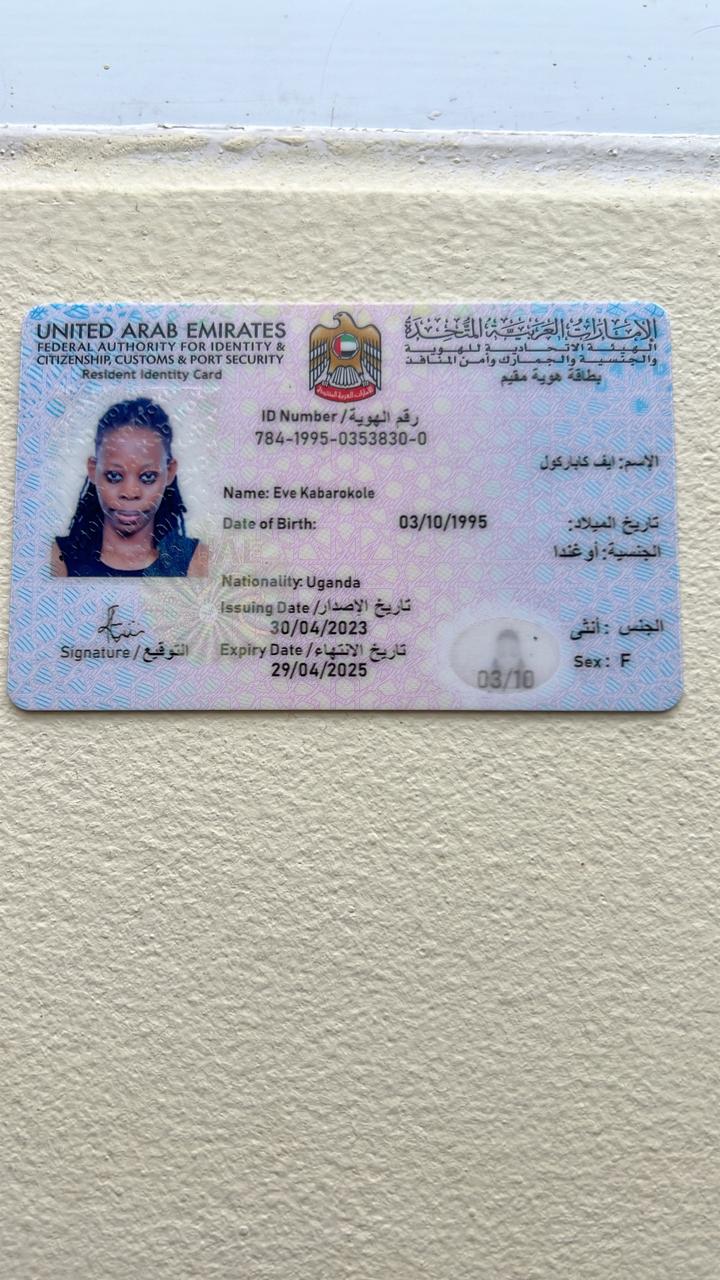 UNITED ARAB EMIRATES
FEDERAL AUTHORITY FOR IDENTITY &
CITIZENSHIP, CUSTOMS & PORT SECURITY
Resident Identity Card
الإمارات العربية المتحدة
الهيئة الاتحادية للهوية
والجنسية والجمارك وأمن المنافذ
بطاقة هوية مقيم
ID Number / رقم الهوية
784-1995-0353830-0
الإسم: ايف كاباركول
Name: Eve Kabarokole
Date of Birth: 03/10/1995 تاريخ الميلاد:
الجنسية: أوغندا
Nationality: Uganda
Issuing Date / تاريخ الإصدار
30/04/2023
Expiry Date / تاريخ الانتهاء
29/04/2025
الجنس : أنثى
Sex: F
03/10
Signature / التوقيع